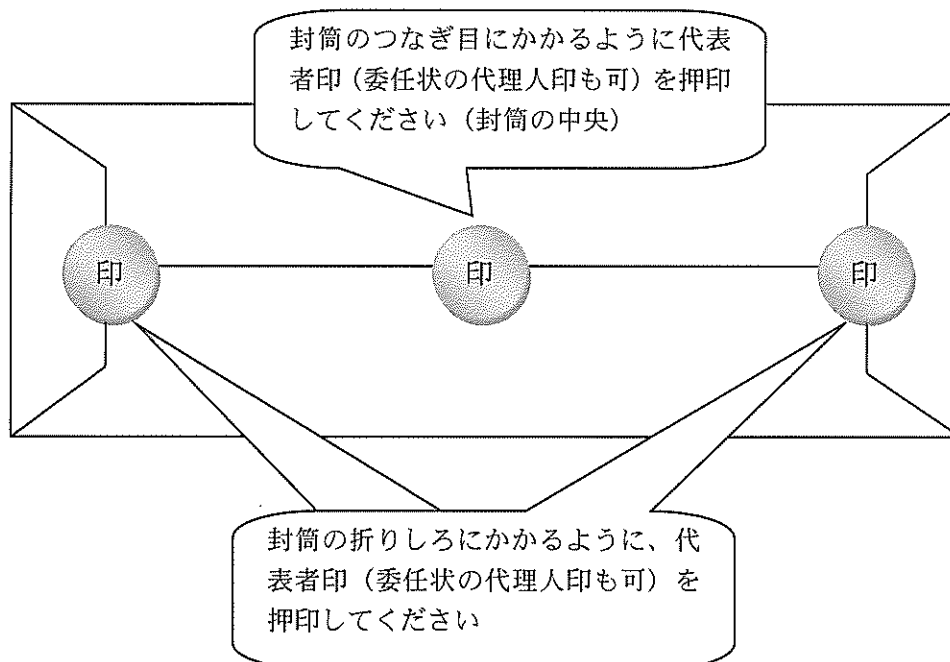 封筒のつなぎ目にかかるように代表
者印（委任状の代理人印も可）を押印
してください（封筒の中央）
印
印
印
封筒の折りしろにかかるように、代
表者印（委任状の代理人印も可）を
押印してください